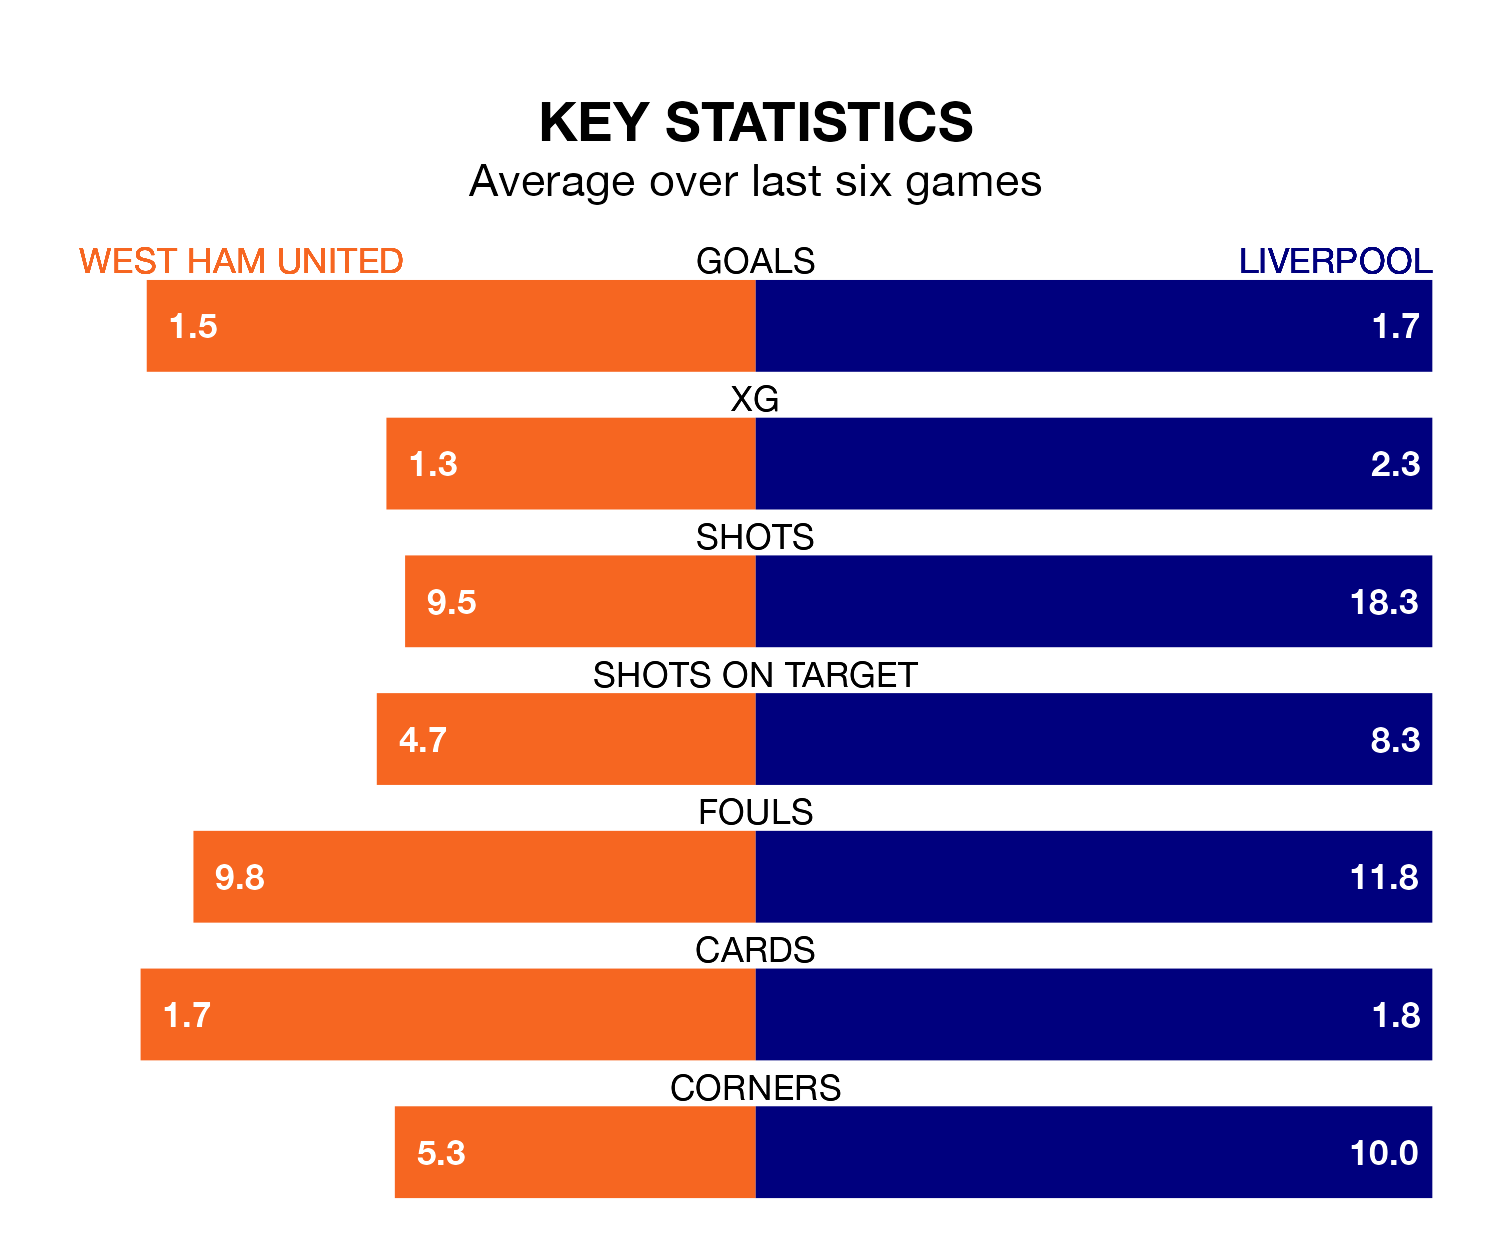 KEY STATISTICS
Average over last six games
WEST HAM UNITED GOALS LIVERPOOL
1.5 1.7
XG
1.3 2.3
SHOTS
9.5 18.3
SHOTS ON TARGET
4.7 8.3
FOULS
9.8 11.8
CARDS
1.7 1.8
CORNERS
5.3 10.0